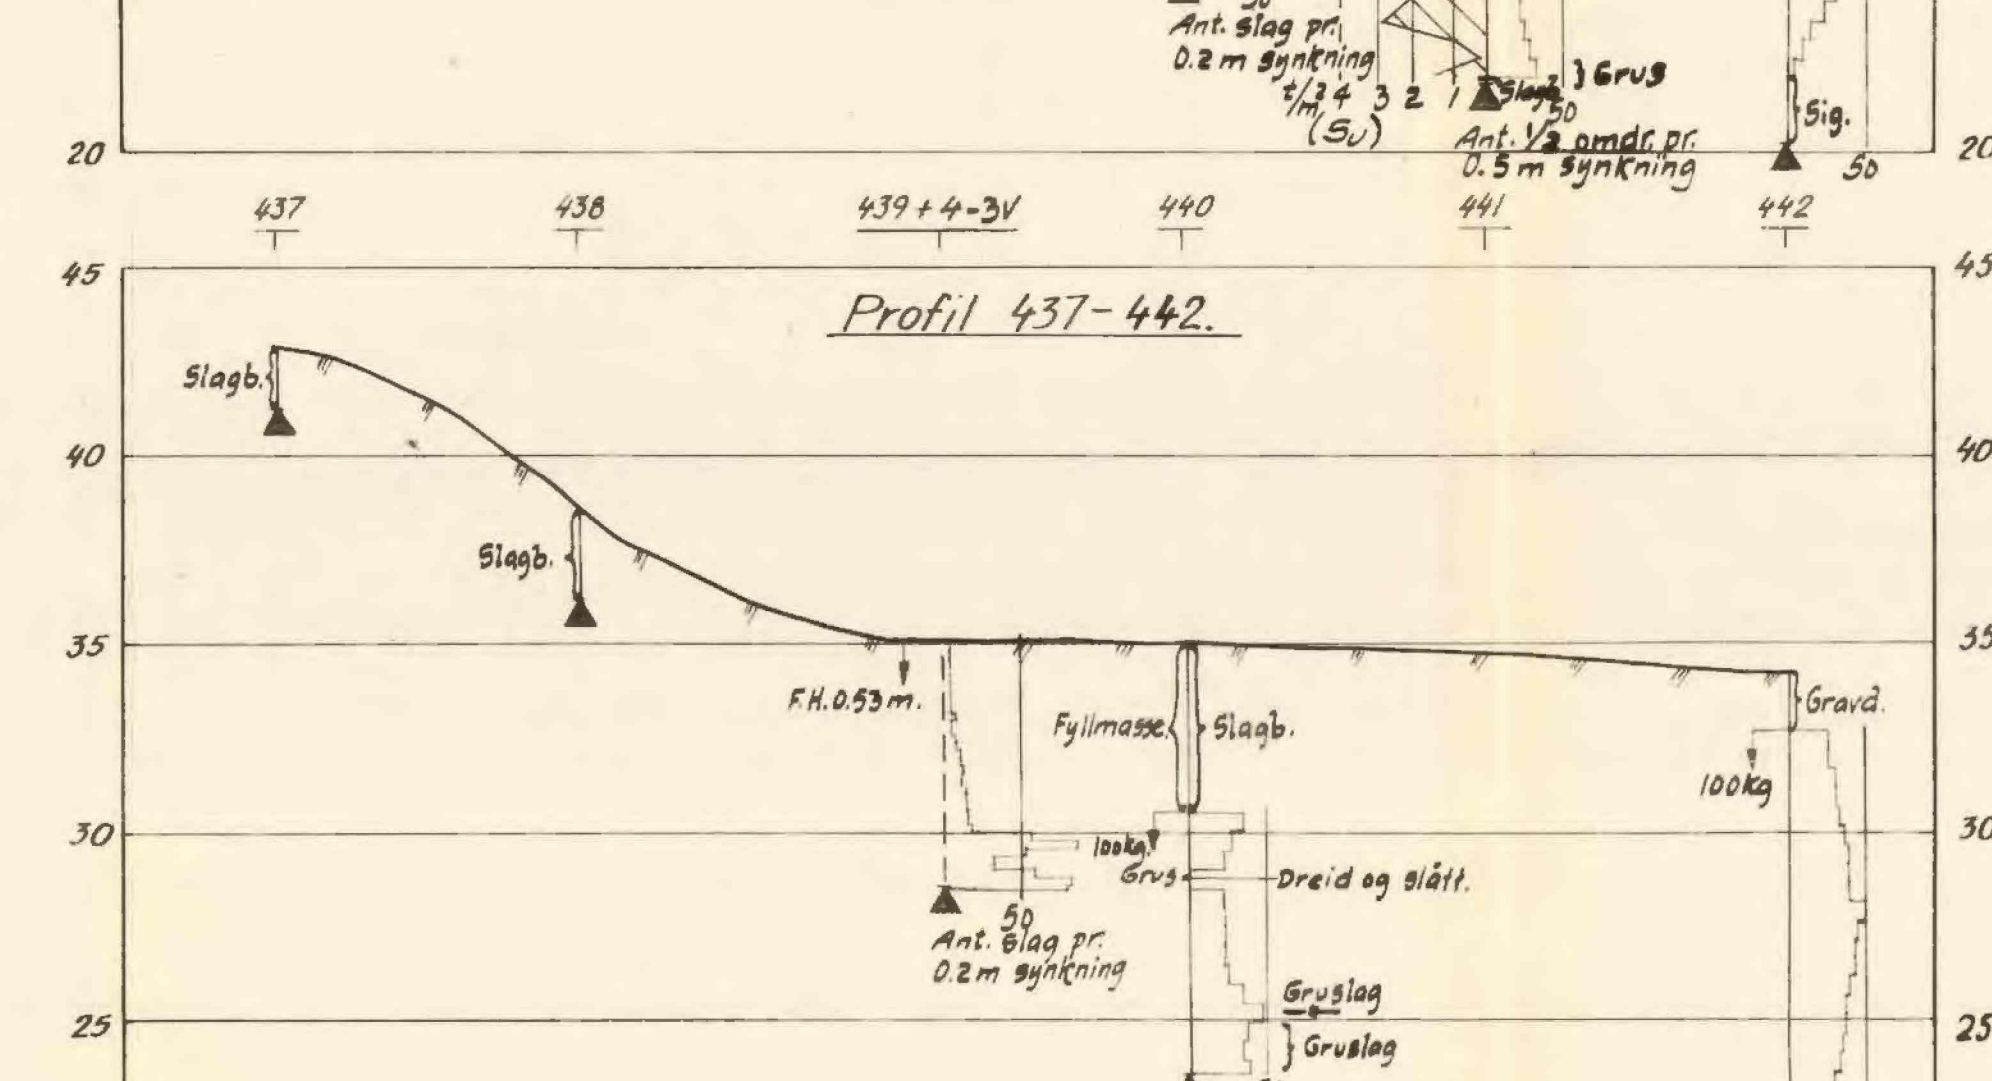 Ant. slag pr.
0.2 m synkning
t/m² 4 3 2 1
(Su)
} Grus
50
Ant. ½ omdr. pr.
0.5 m synkning
Sig.
50
20
20
437
438
439 + 4 - 3V
440
441
442
45
45
Profil 437 - 442.
Slagb.
40
40
Slagb.
35
35
F.H. 0.53 m.
Fyllmasse
Slagb.
Gravd.
100kg
30
30
100kg.
Grus
Dreid og slått.
50
Ant. slag pr.
0.2 m synkning
Gruslag
25
25
Gruslag